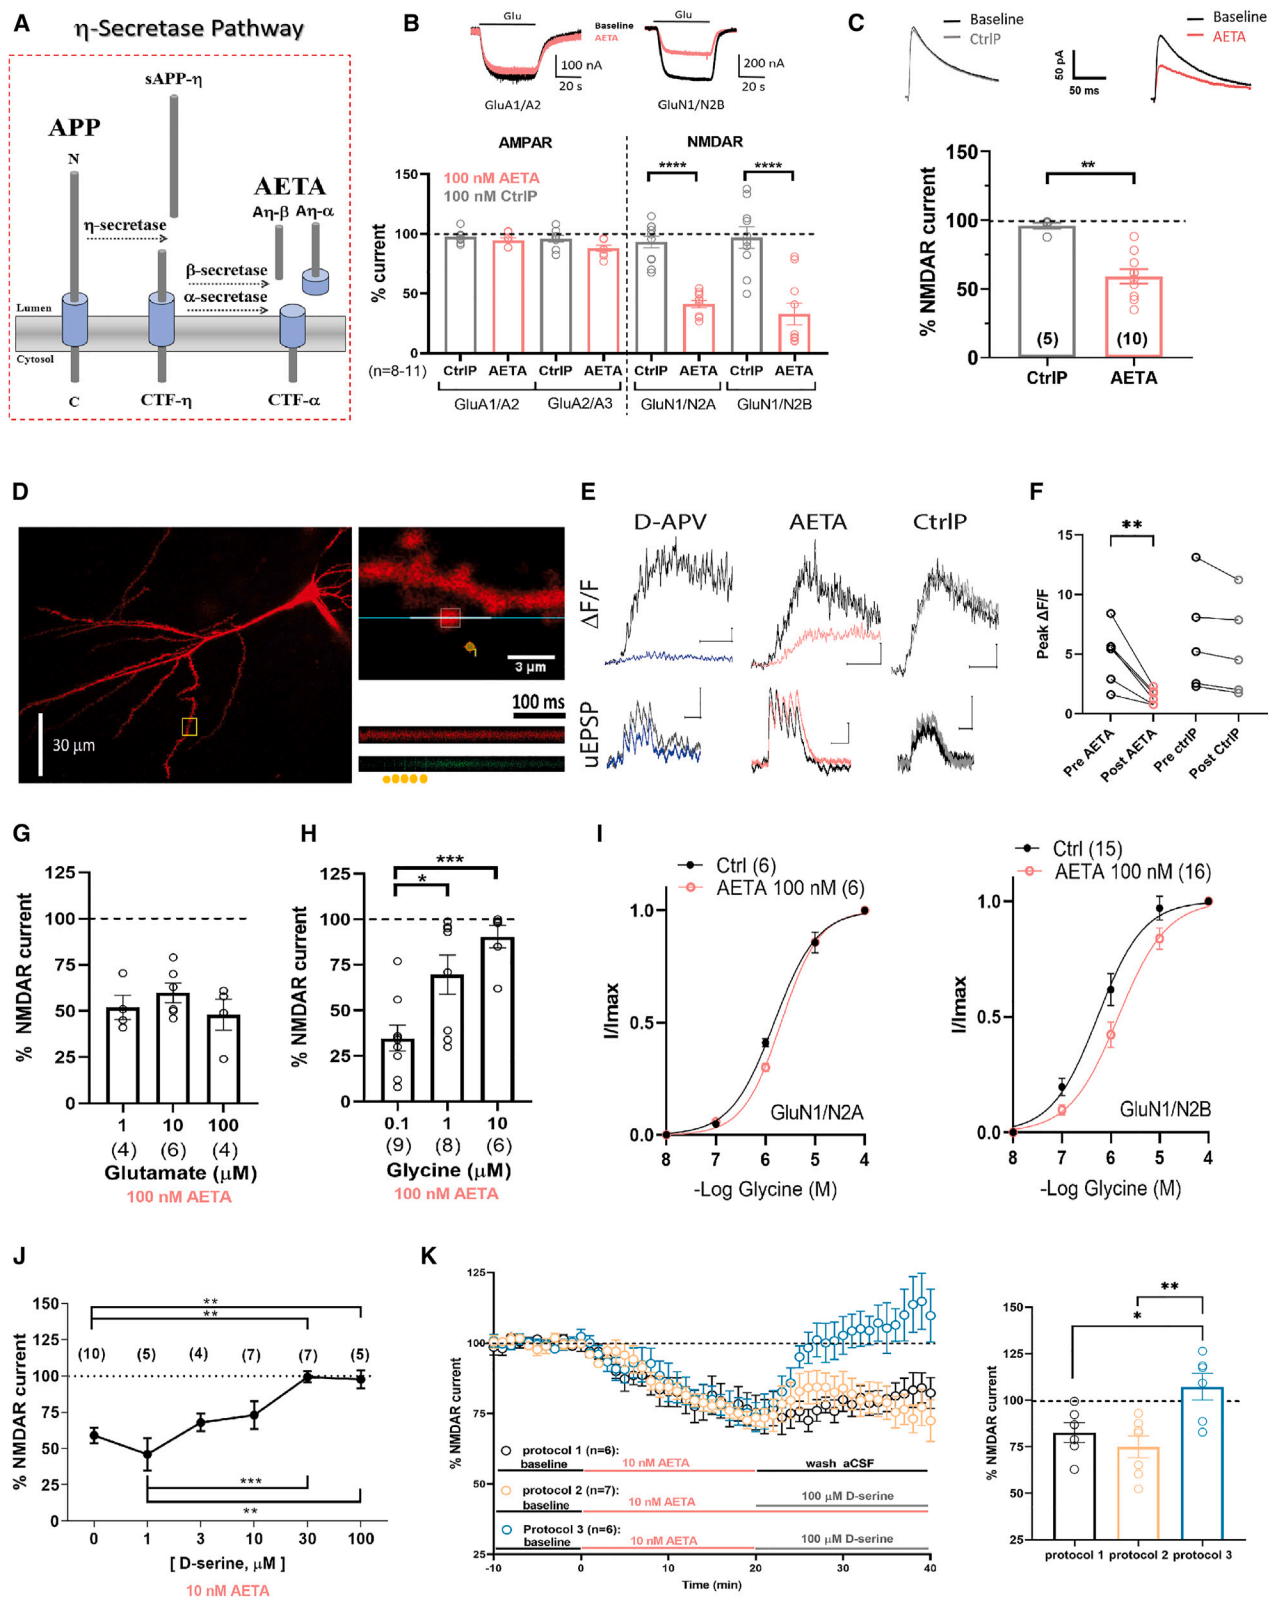 A
η-Secretase Pathway
sAPP-η
APP
N
AETA
Aη-β Aη-α
η-secretase
β-secretase
α-secretase
Lumen
Cytosol
C
CTF-η
CTF-α
B
Glu
Baseline
AETA
100 nA
20 s
GluA1/A2
Glu
200 nA
20 s
GluN1/N2B
AMPAR
NMDAR
100 nM AETA
100 nM CtrlP
****
****
% current
150
100
50
0
(n=8-11)
CtrlP AETA CtrlP AETA CtrlP AETA CtrlP AETA
GluA1/A2 GluA2/A3 GluN1/N2A GluN1/N2B
C
Baseline
CtrlP
50 pA
50 ms
Baseline
AETA
**
% NMDAR current
150
100
50
0
(5) (10)
CtrlP AETA
D
30 µm
3 µm
100 ms
E
D-APV AETA CtrlP
ΔF/F
uEPSP
F
**
Peak ΔF/F
15
10
5
0
Pre AETA
Post AETA
Pre ctrlP
Post CtrlP
G
% NMDAR current
125
100
75
50
25
0
1 10 100
(4) (6) (4)
Glutamate (µM)
100 nM AETA
H
***
*
% NMDAR current
125
100
75
50
25
0
0.1 1 10
(9) (8) (6)
Glycine (µM)
100 nM AETA
I
Ctrl (6)
AETA 100 nM (6)
I/Imax
1.0
0.5
0.0
GluN1/N2A
8 7 6 5 4
-Log Glycine (M)
Ctrl (15)
AETA 100 nM (16)
I/Imax
1.0
0.5
0.0
GluN1/N2B
8 7 6 5 4
-Log Glycine (M)
J
**
**
% NMDAR current
150
125
100
75
50
25
0
(10) (5) (4) (7) (7) (5)
***
**
0 1 3 10 30 100
[ D-serine, µM ]
10 nM AETA
K
% NMDAR current
125
100
75
50
25
protocol 1 (n=6):
baseline
10 nM AETA
wash aCSF
protocol 2 (n=7):
baseline
10 nM AETA
100 µM D-serine
Protocol 3 (n=6):
baseline
10 nM AETA
100 µM D-serine
-10 0 10 20 30 40
Time (min)
**
*
% NMDAR current
150
125
100
75
50
25
protocol 1 protocol 2 protocol 3